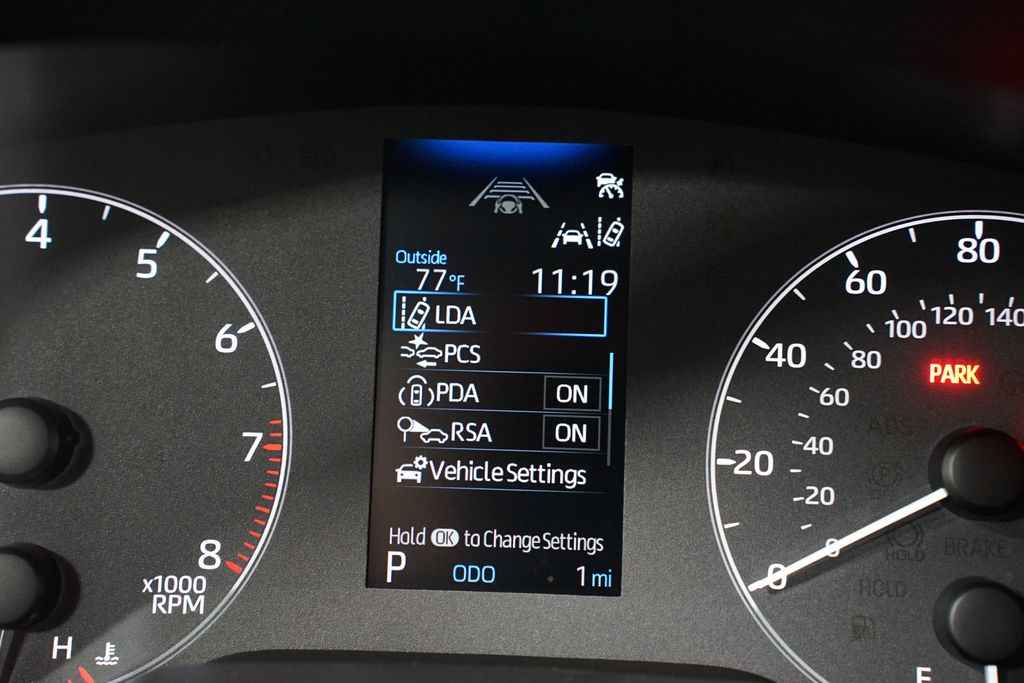 4
5
6
7
8
x1000
RPM
H
Outside
77°F 11:19
LDA
PCS
PDA ON
RSA ON
Vehicle Settings
Hold OK to Change Settings
P ODO 1 mi
80
60
40
20
0
140
120
100
80
60
40
20
0
PARK
HOLD
BRAKE
HOLD